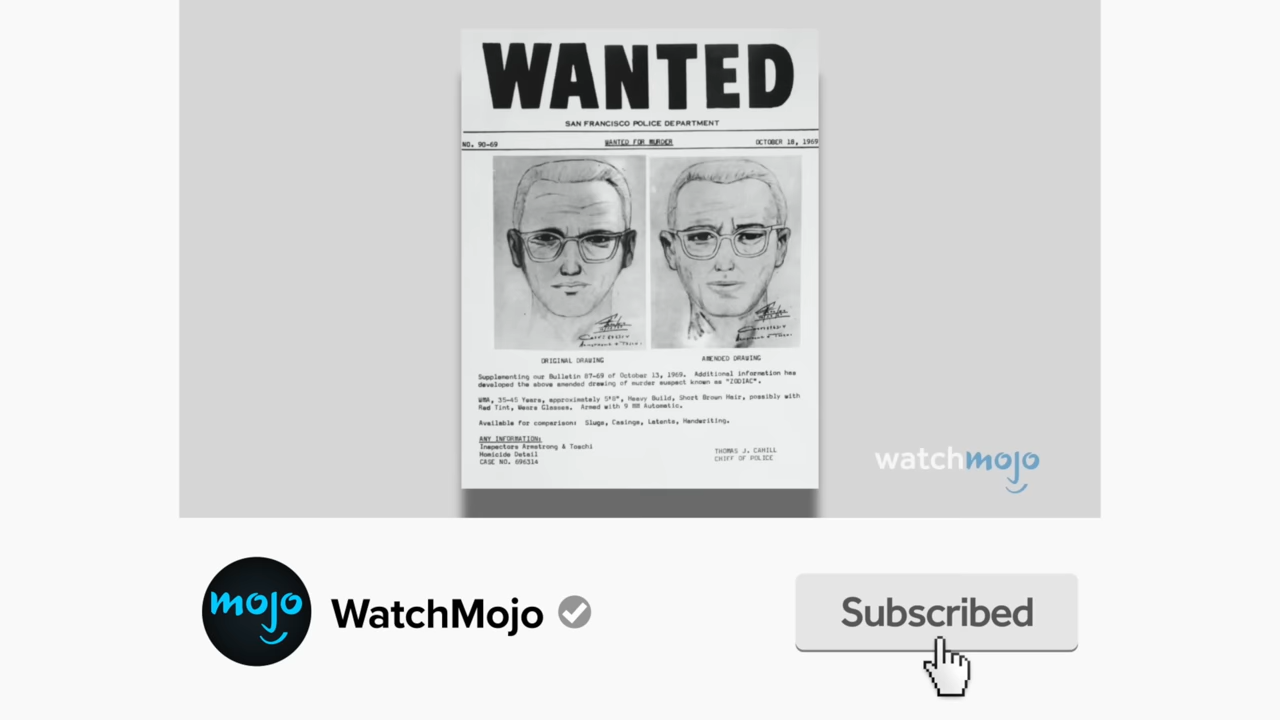 WANTED
SAN FRANCISCO POLICE DEPARTMENT
NO. 90-69 WANTED FOR MURDER OCTOBER 18, 1969
ORIGINAL DRAWING AMENDED DRAWING
Supplementing our Bulletin 87-69 of October 13, 1969. Additional information has
developed the above amended drawing of murder suspect known as "ZODIAC".
WMA, 35-45 Years, approximately 5'8", Heavy Build, Short Brown Hair, possibly with
Red Tint, Wears Glasses. Armed with 9 MM Automatic.
Available for comparison: Slugs, Casings, Latents, Handwriting.
ANY INFORMATION:
Inspectors Armstrong & Toschi
Homicide Detail
CASE NO. 696314
THOMAS J. CAHILL
CHIEF OF POLICE
watchmojo
mojo
WatchMojo
Subscribed